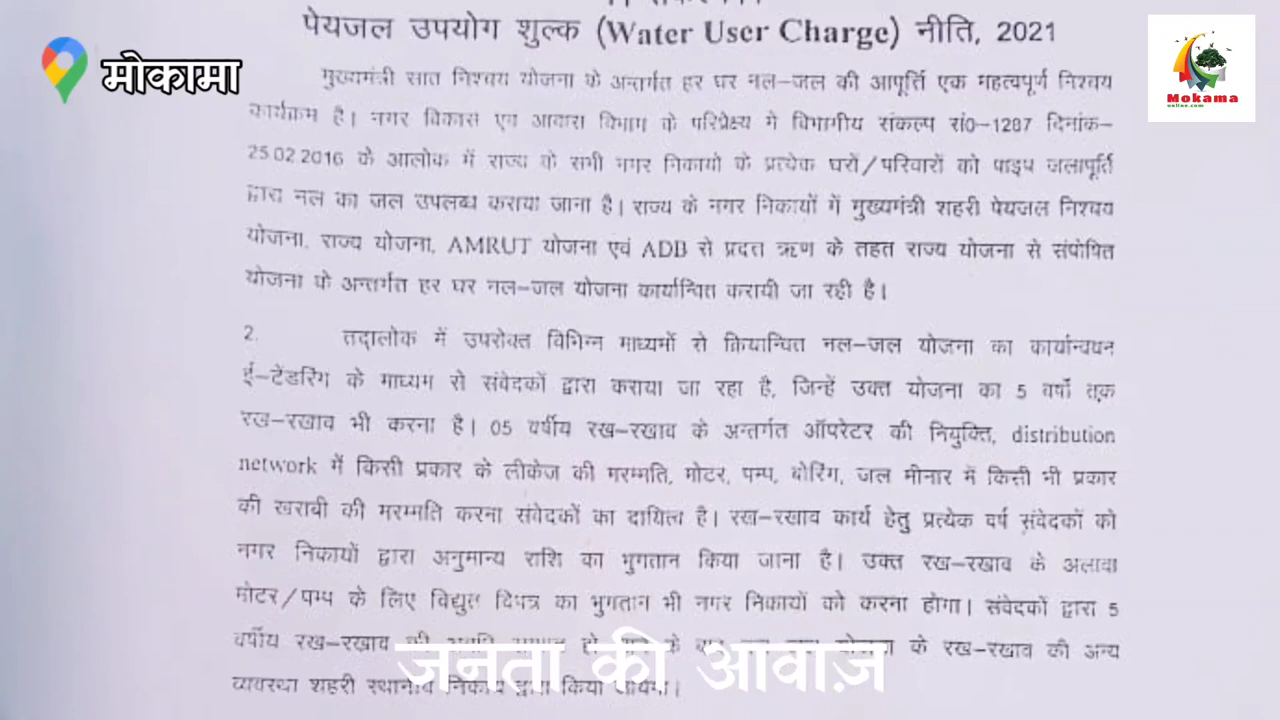 पेयजल उपयोग शुल्क (Water User Charge) नीति, 2021
मोकामा
Mokama
online.com
मुख्यमंत्री सात निश्चय योजना के अन्तर्गत हर घर नल-जल की आपूर्ति एक महत्वपूर्ण निश्चय
कार्यक्रम है। नगर विकास एवं आवास विभाग के परिप्रेक्ष्य में विभागीय संकल्प सं०-1287 दिनांक-
25.02.2016 के आलोक में राज्य के सभी नगर निकायों के प्रत्येक घरों/परिवारों को पाइप जलापूर्ति
द्वारा नल का जल उपलब्ध कराया जाना है। राज्य के नगर निकायों में मुख्यमंत्री शहरी पेयजल निश्चय
योजना, राज्य योजना, AMRUT योजना एवं ADB से प्रदत ऋण के तहत राज्य योजना से संपोषित
योजना के अन्तर्गत हर घर नल-जल योजना कार्यान्वित करायी जा रही है।
2. तदालोक में उपरोक्त विभिन्न माध्यमों से क्रियान्वित नल-जल योजना का कार्यान्वयन
ई-टेंडरिंग के माध्यम से संवेदकों द्वारा कराया जा रहा है, जिन्हें उक्त योजना का 5 वर्षों तक
रख-रखाव भी करना है। 05 वर्षीय रख-रखाव के अन्तर्गत ऑपरेटर की नियुक्ति, distribution
network में किसी प्रकार के लीकेज की मरम्मति, मोटर, पम्प, बोरिंग, जल मीनार में किसी भी प्रकार
की खराबी की मरम्मति करना संवेदकों का दायित्व है। रख-रखाव कार्य हेतु प्रत्येक वर्ष संवेदकों को
नगर निकायों द्वारा अनुमान्य राशि का भुगतान किया जाना है। उक्त रख-रखाव के अलावा
मोटर/पम्प के लिए विद्युत विपत्र का भुगतान भी नगर निकायों को करना होगा। संवेदकों द्वारा 5
वर्षीय रख-रखाव की हो के के रख-रखाव की अन्य
व्यवस्था शहरी स्थानीय निकाय द्वारा किया जायेगा।
जनता की आवाज़